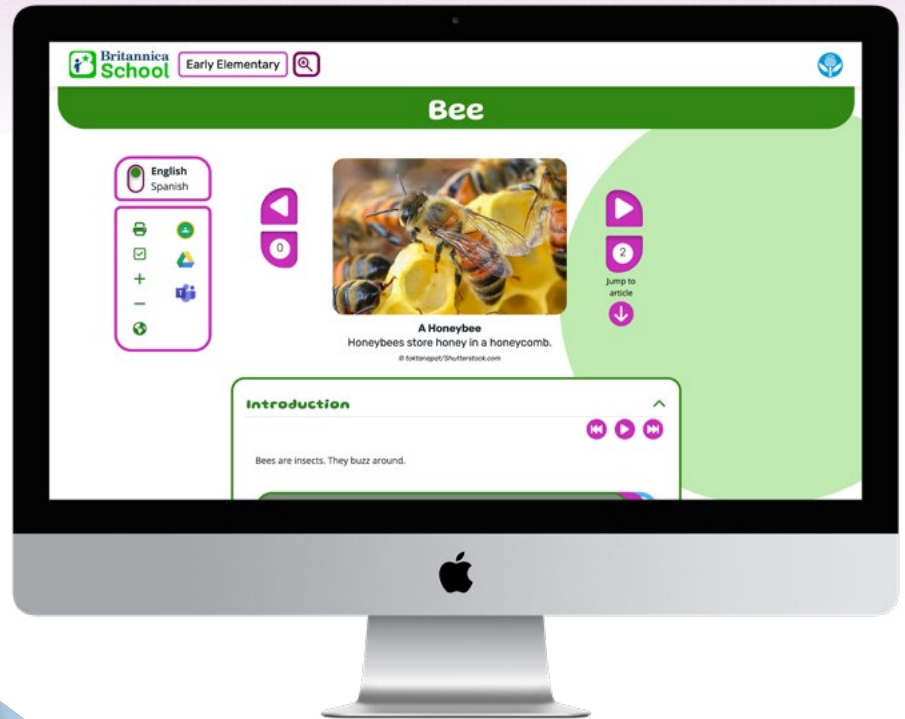 Britannica
School
Early Elementary
Bee
English
Spanish
0
2
Jump to
article
A Honeybee
Honeybees store honey in a honeycomb.
© toktanapat/Shutterstock.com
Introduction
Bees are insects. They buzz around.